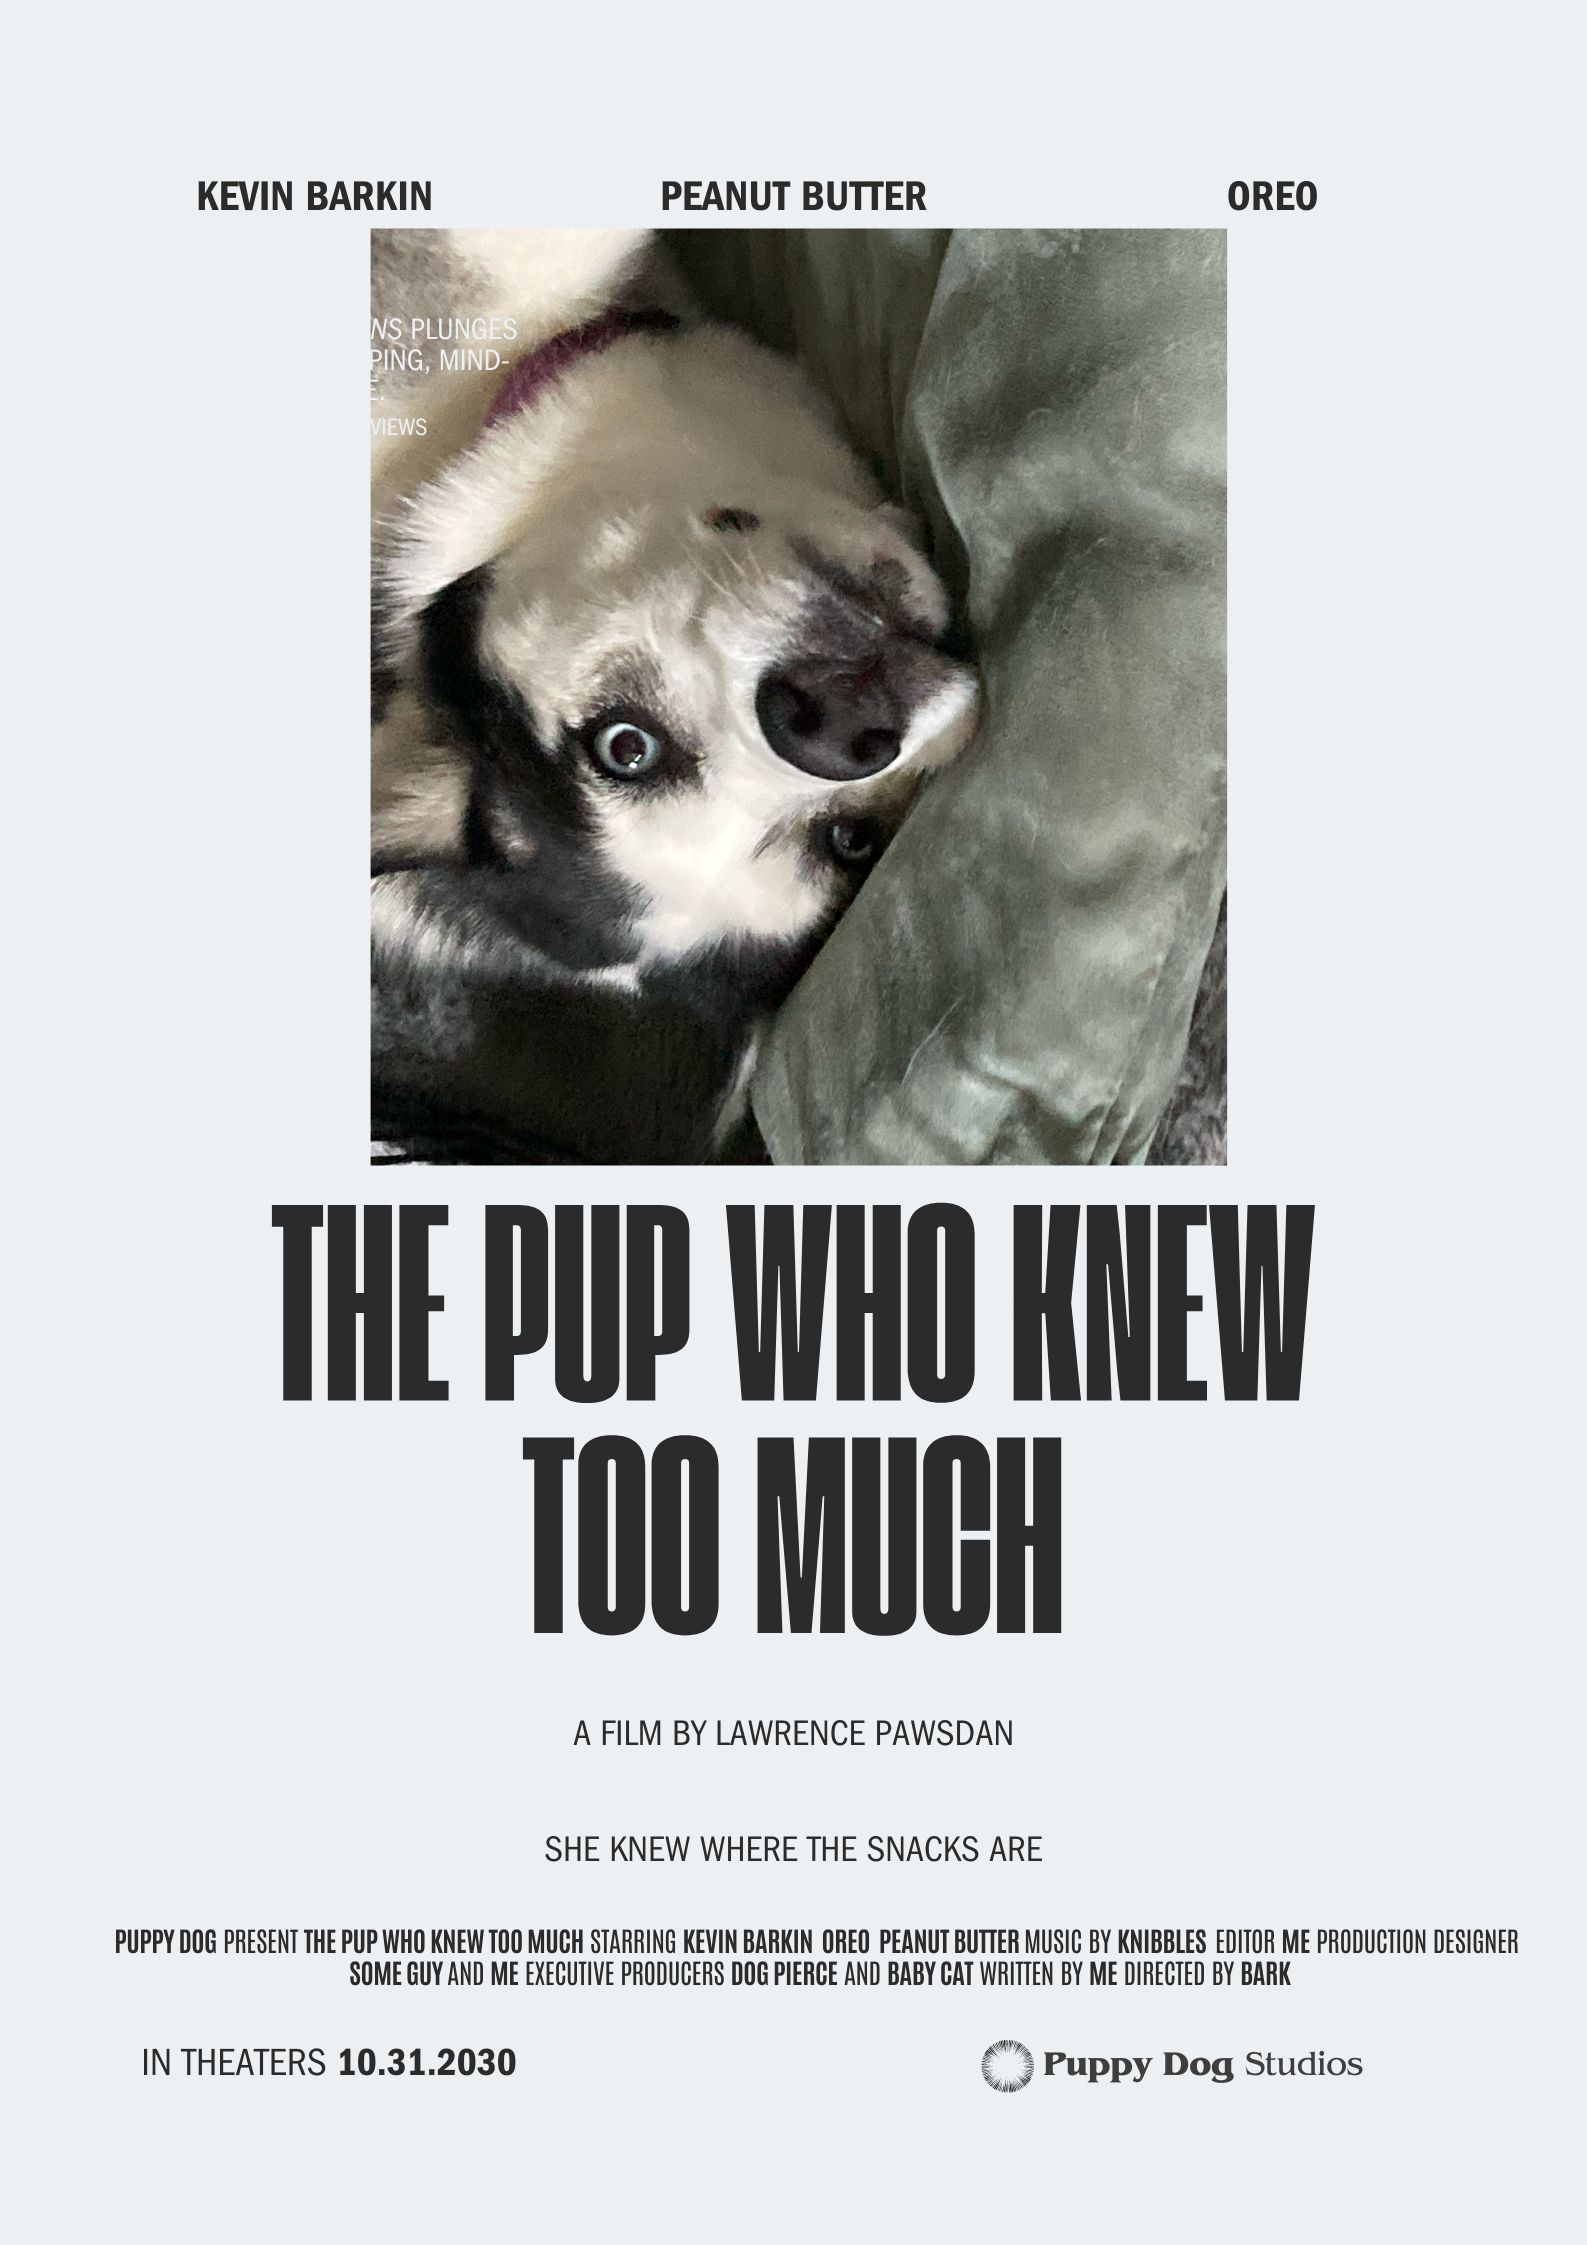 KEVIN BARKIN PEANUT BUTTER OREO
PLUNGES
MIND-
THE PUP WHO KNEW
TOO MUCH
A FILM BY LAWRENCE PAWSDAN
SHE KNEW WHERE THE SNACKS ARE
PUPPY DOG PRESENT THE PUP WHO KNEW TOO MUCH STARRING KEVIN BARKIN OREO PEANUT BUTTER MUSIC BY KNIBBLES EDITOR ME PRODUCTION DESIGNER
SOME GUY AND ME EXECUTIVE PRODUCERS DOG PIERCE AND BABY CAT WRITTEN BY ME DIRECTED BY BARK
IN THEATERS 10.31.2030
Puppy Dog Studios